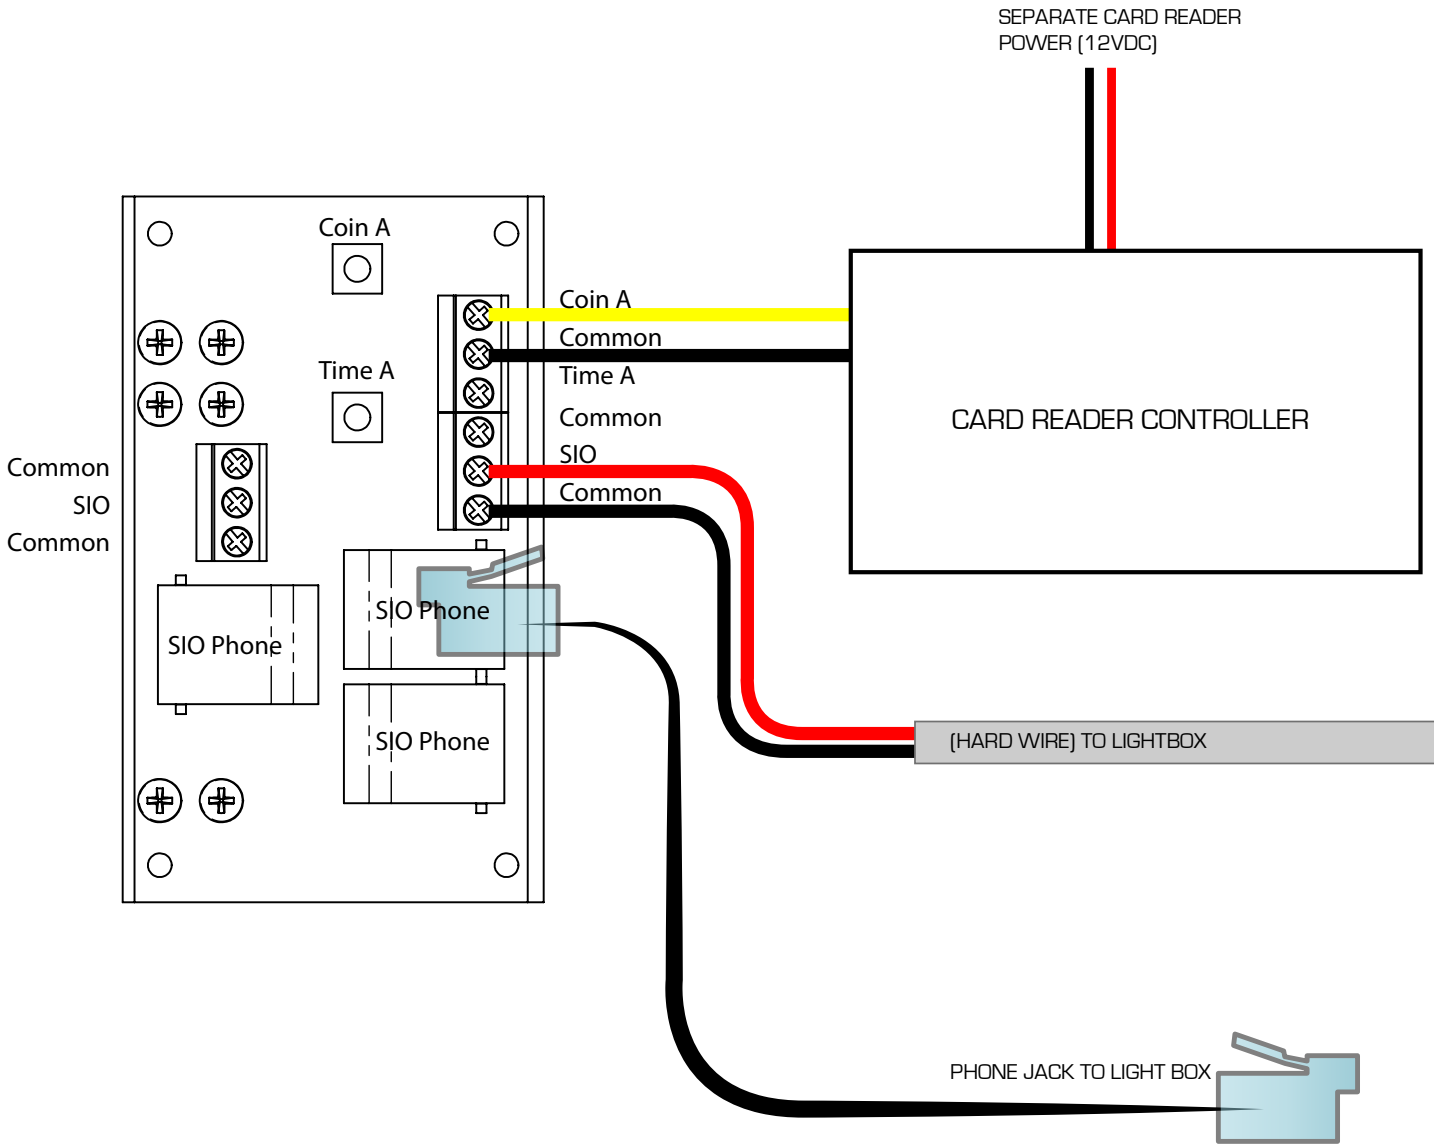 SEPARATE CARD READER
POWER (12VDC)
Coin A
Coin A
Common
Time A
Time A
Common
CARD READER CONTROLLER
SIO
Common
Common
SIO
Common
SIO Phone
SIO Phone
SIO Phone
(HARD WIRE) TO LIGHTBOX
PHONE JACK TO LIGHT BOX